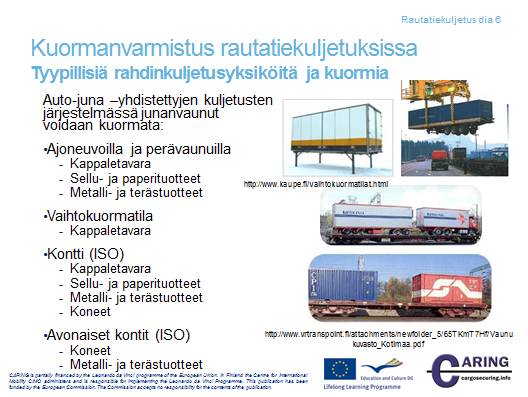 Rautatiekuljetus dia 6
Kuormanvarmistus rautatiekuljetuksissa
Tyypillisiä rahdinkuljetusyksiköitä ja kuormia
Auto-juna –yhdistettyjen kuljetusten
järjestelmässä junanvaunut
voidaan kuormata:
•Ajoneuvoilla ja perävaunuilla
- Kappaletavara
- Sellu- ja paperituotteet
- Metalli- ja terästuotteet
•Vaihtokuormatila
- Kappaletavara
•Kontti (ISO)
- Kappaletavara
- Sellu- ja paperituotteet
- Metalli- ja terästuotteet
- Koneet
•Avonaiset kontit (ISO)
- Koneet
- Metalli- ja terästuotteet
http://www.kaupe.fi/vaihtokuormatilat.html
http://www.vrtranspoint.fi/attachments/newfolder_5/65TKmT7Hf/Vaunu
kuvasto_Kotimaa.pdf
CARING is partially financed by the Leonardo da Vinci programme of the European Union. In Finland the Centre for International
Mobility CIMO administers and is responsible for implementing the Leonardo da Vinci Programme. This publication has been
funded by the European Commission. The Commission accepts no responsibility for the contents of the publication.
Education and Culture DG
Lifelong Learning Programme
CARING
cargosecuring.info